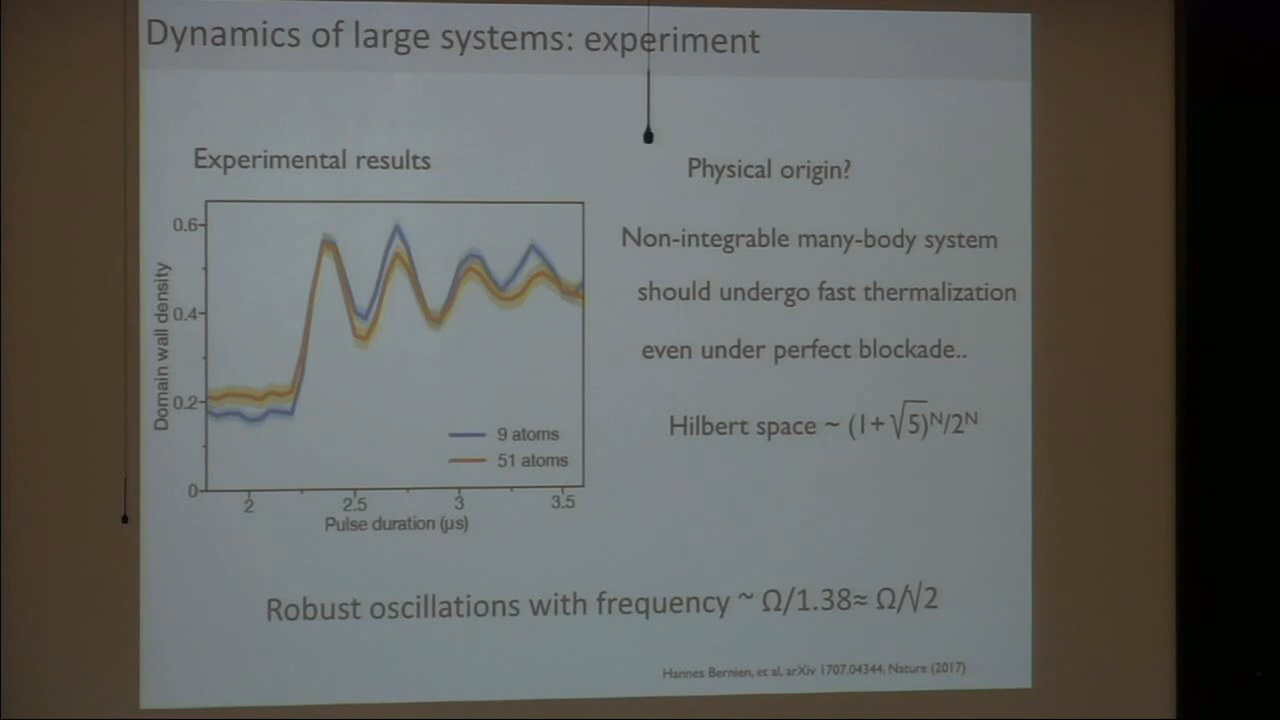 Dynamics of large systems: experiment
Experimental results
Physical origin?
Non-integrable many-body system
should undergo fast thermalization
even under perfect blockade..
Hilbert space ~ (1+√5)ᴺ/2ᴺ
Domain wall density
0.6
0.4
0.2
0
9 atoms
51 atoms
2
2.5
3
3.5
Pulse duration (μs)
Robust oscillations with frequency ~ Ω/1.38≈ Ω/√2
Hannes Bernien, et al, arXiv 1707.04344, Nature (2017)